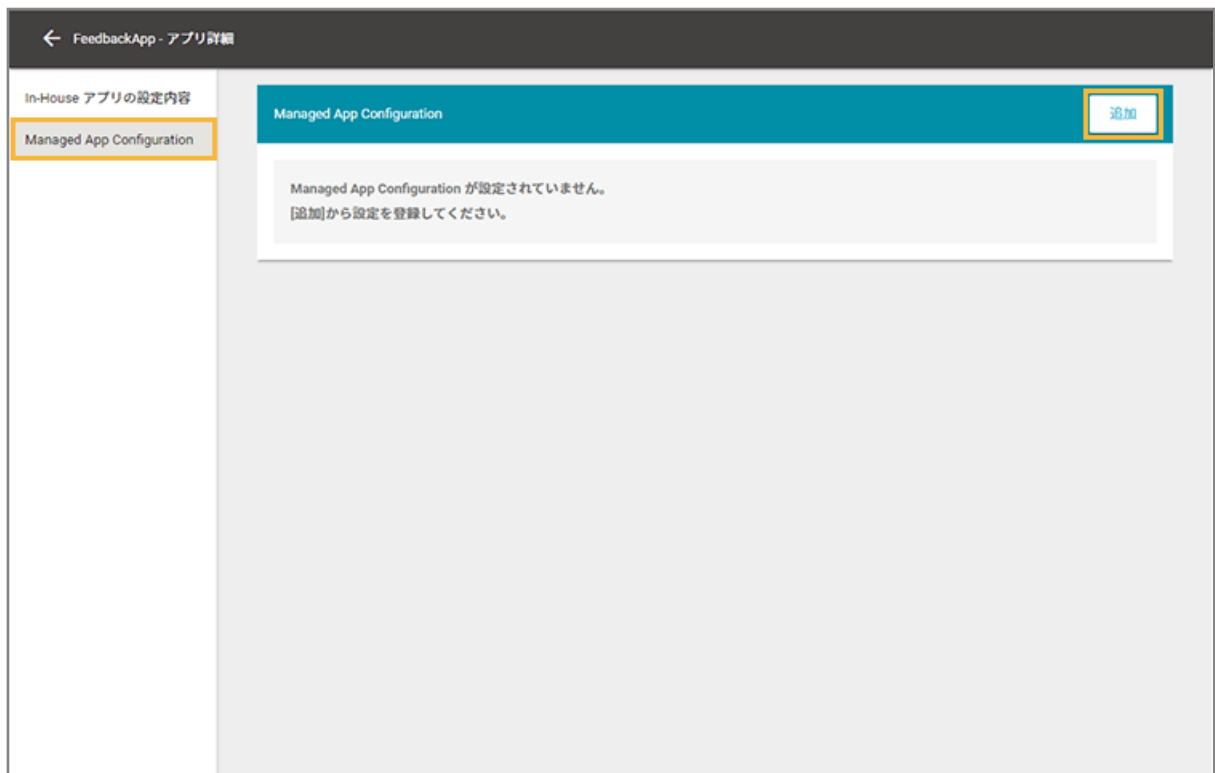 ← FeedbackApp - アプリ詳細
In-House アプリの設定内容
Managed App Configuration
Managed App Configuration
追加
Managed App Configuration が設定されていません。
[追加]から設定を登録してください。